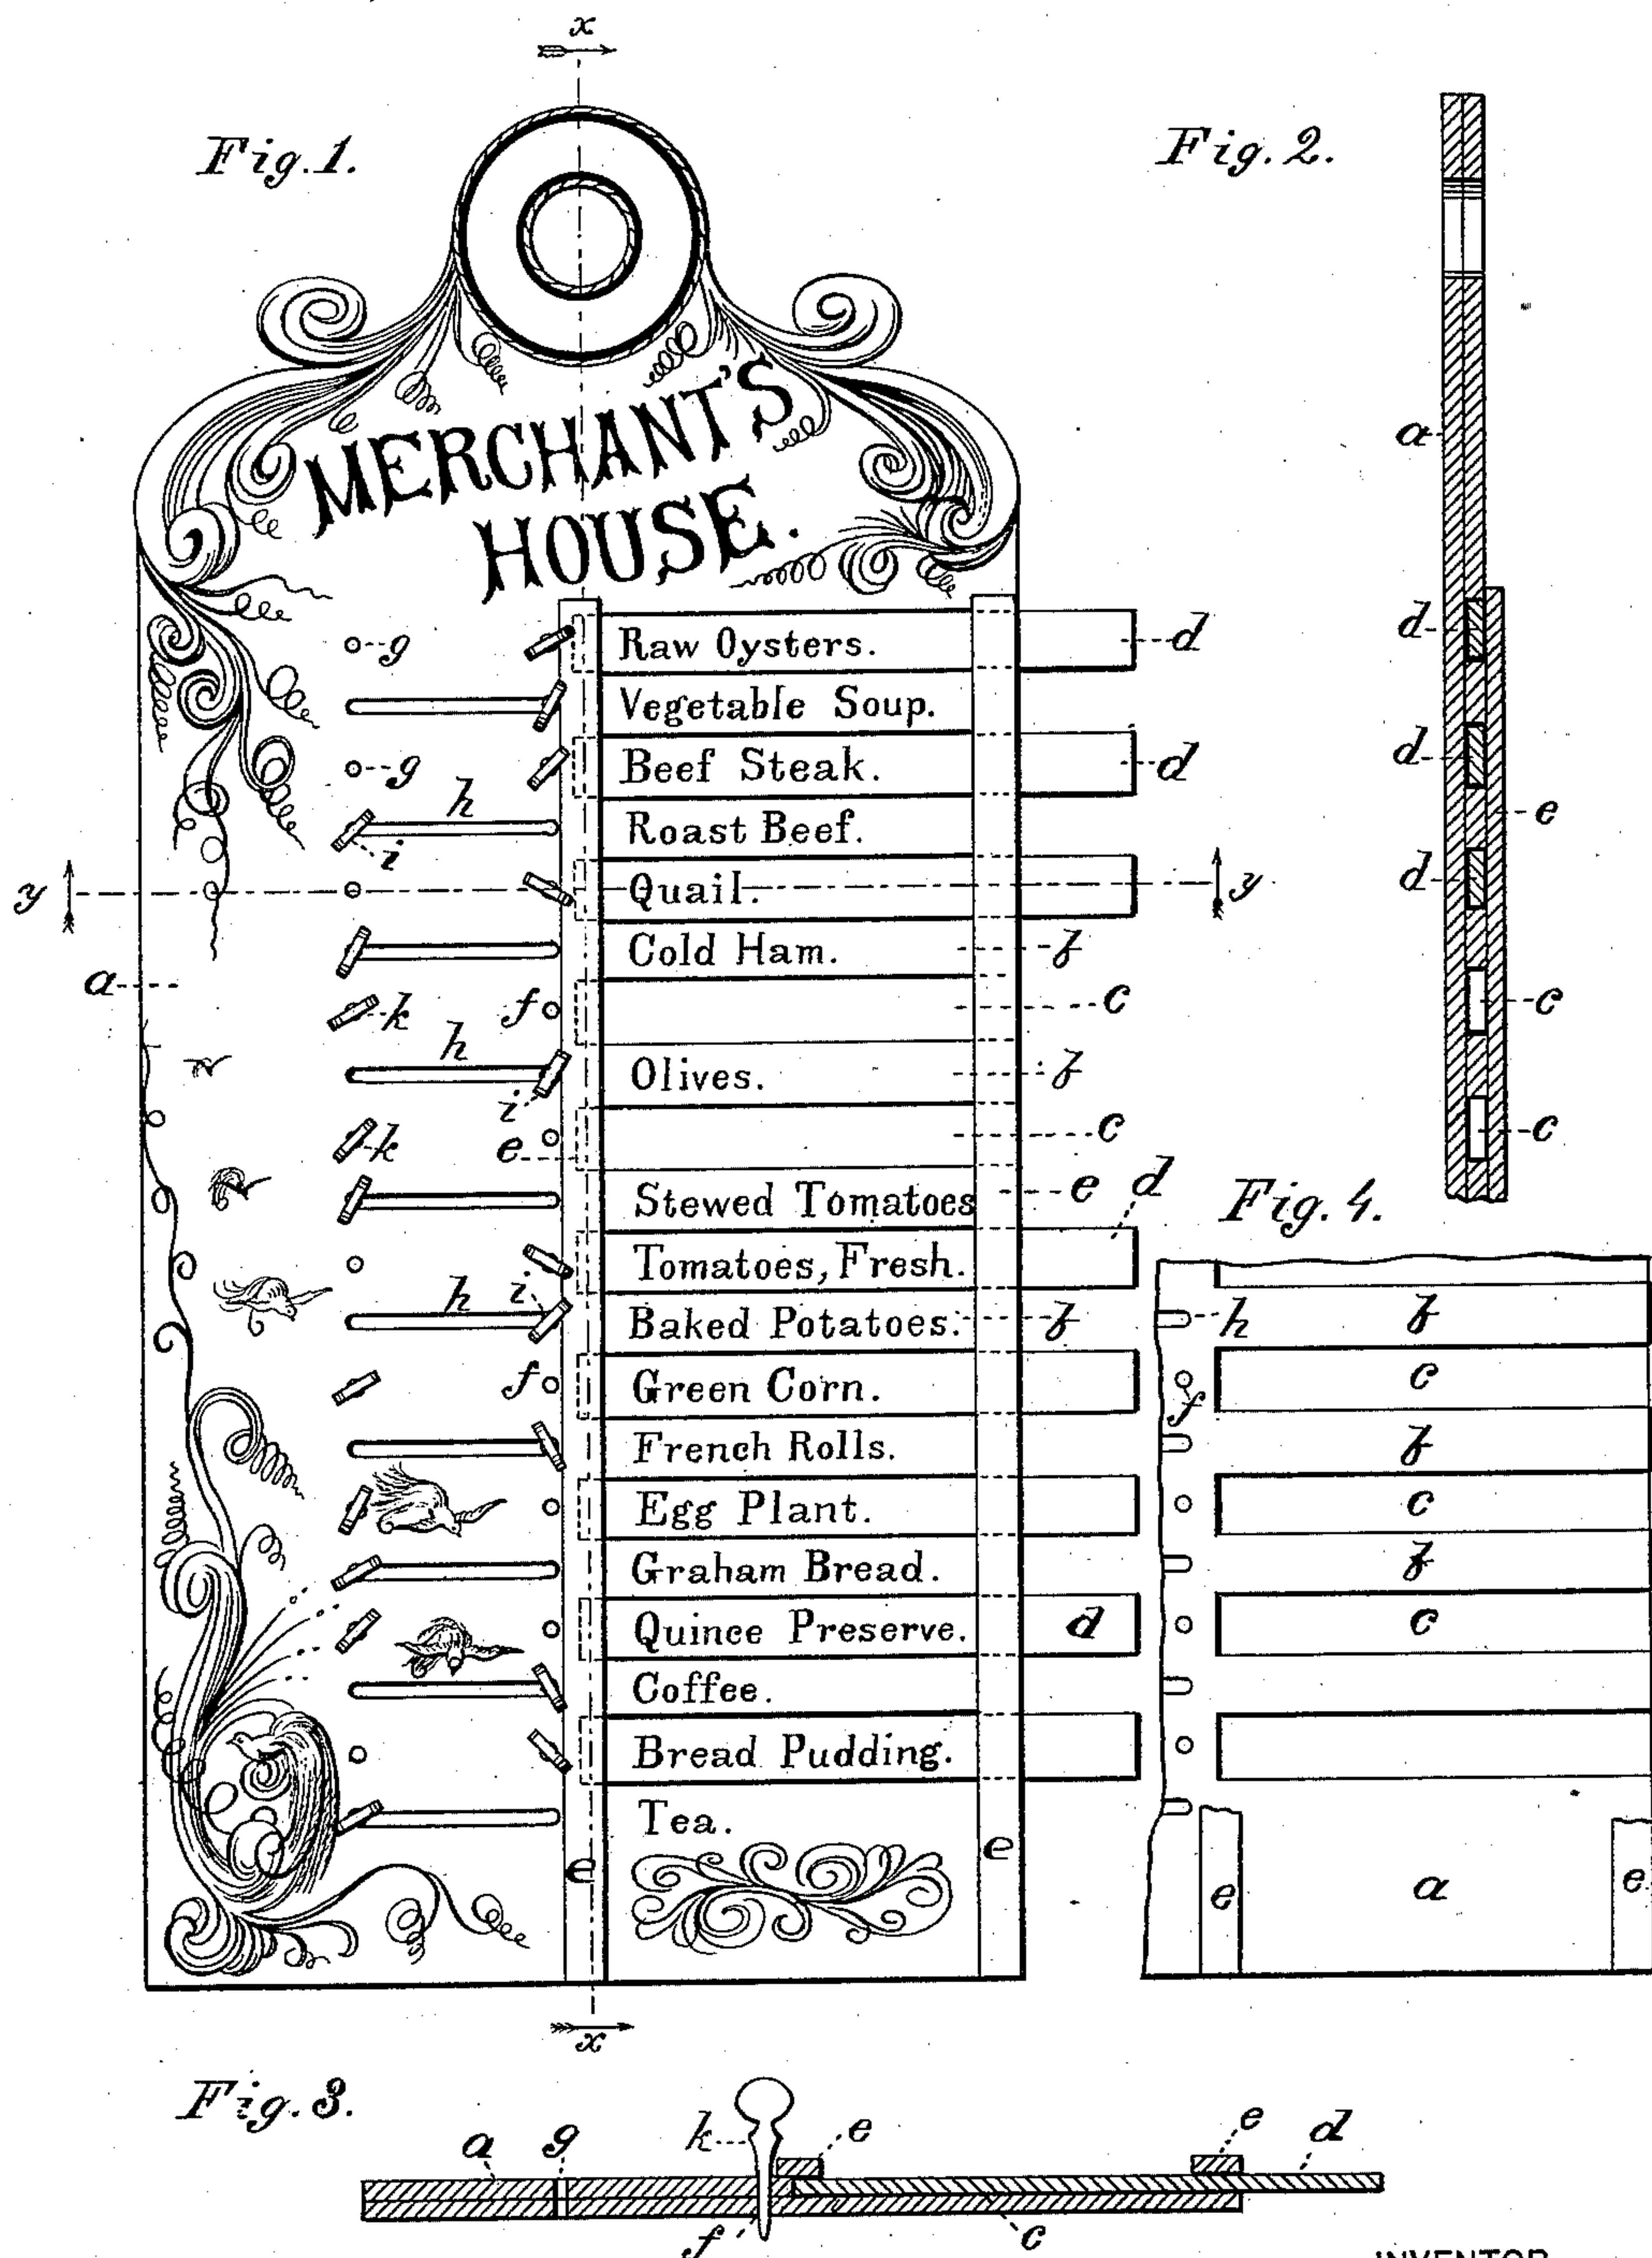 x
Fig. 1.
Fig. 2.
MERCHANT'S
HOUSE.
a
g
Raw Oysters.
d
d
Vegetable Soup.
g
Beef Steak.
d
d
h
i
Roast Beef.
e
y
Quail.
y
d
Cold Ham.
b
a
k
f
c
c
h
i
Olives.
b
k
e
c
c
Stewed Tomatoes
e
d
Fig. 4.
Tomatoes, Fresh.
h
i
Baked Potatoes.
b
h
b
f
Green Corn.
f
c
French Rolls.
b
Egg Plant.
c
Graham Bread.
b
Quince Preserve.
d
c
Coffee.
Bread Pudding.
Tea.
e
e
e
a
e
x
Fig. 3.
a
g
k
e
e
d
f
c
INVENTOR